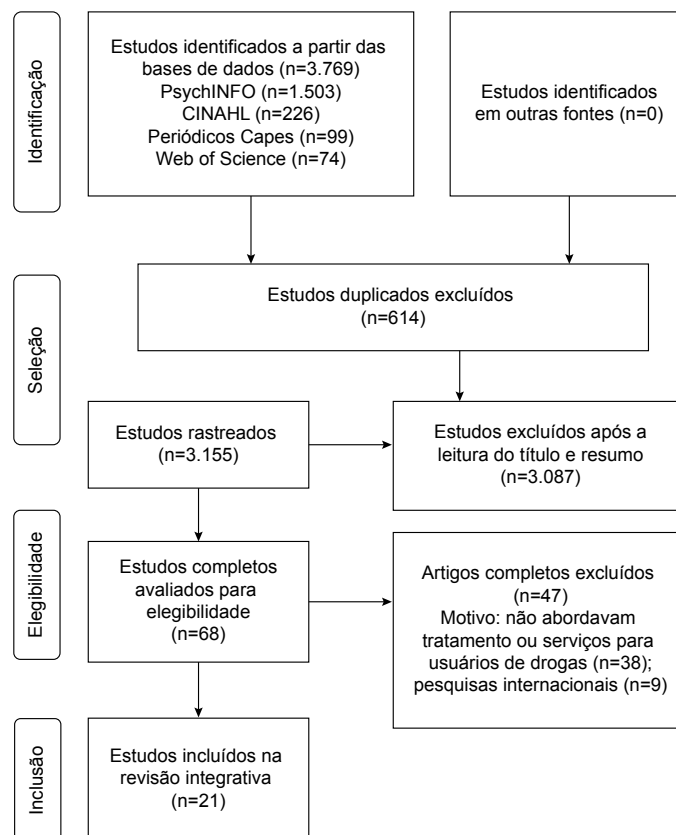 Identificação
Estudos identificados a partir das
bases de dados (n=3.769)
PsychINFO (n=1.503)
CINAHL (n=226)
Periódicos Capes (n=99)
Web of Science (n=74)
Estudos identificados
em outras fontes (n=0)
Seleção
Estudos duplicados excluídos
(n=614)
Estudos rastreados
(n=3.155)
Estudos excluídos após a
leitura do título e resumo
(n=3.087)
Elegibilidade
Estudos completos
avaliados para
elegibilidade
(n=68)
Artigos completos excluídos
(n=47)
Motivo: não abordavam
tratamento ou serviços para
usuários de drogas (n=38);
pesquisas internacionais (n=9)
Inclusão
Estudos incluídos na
revisão integrativa
(n=21)